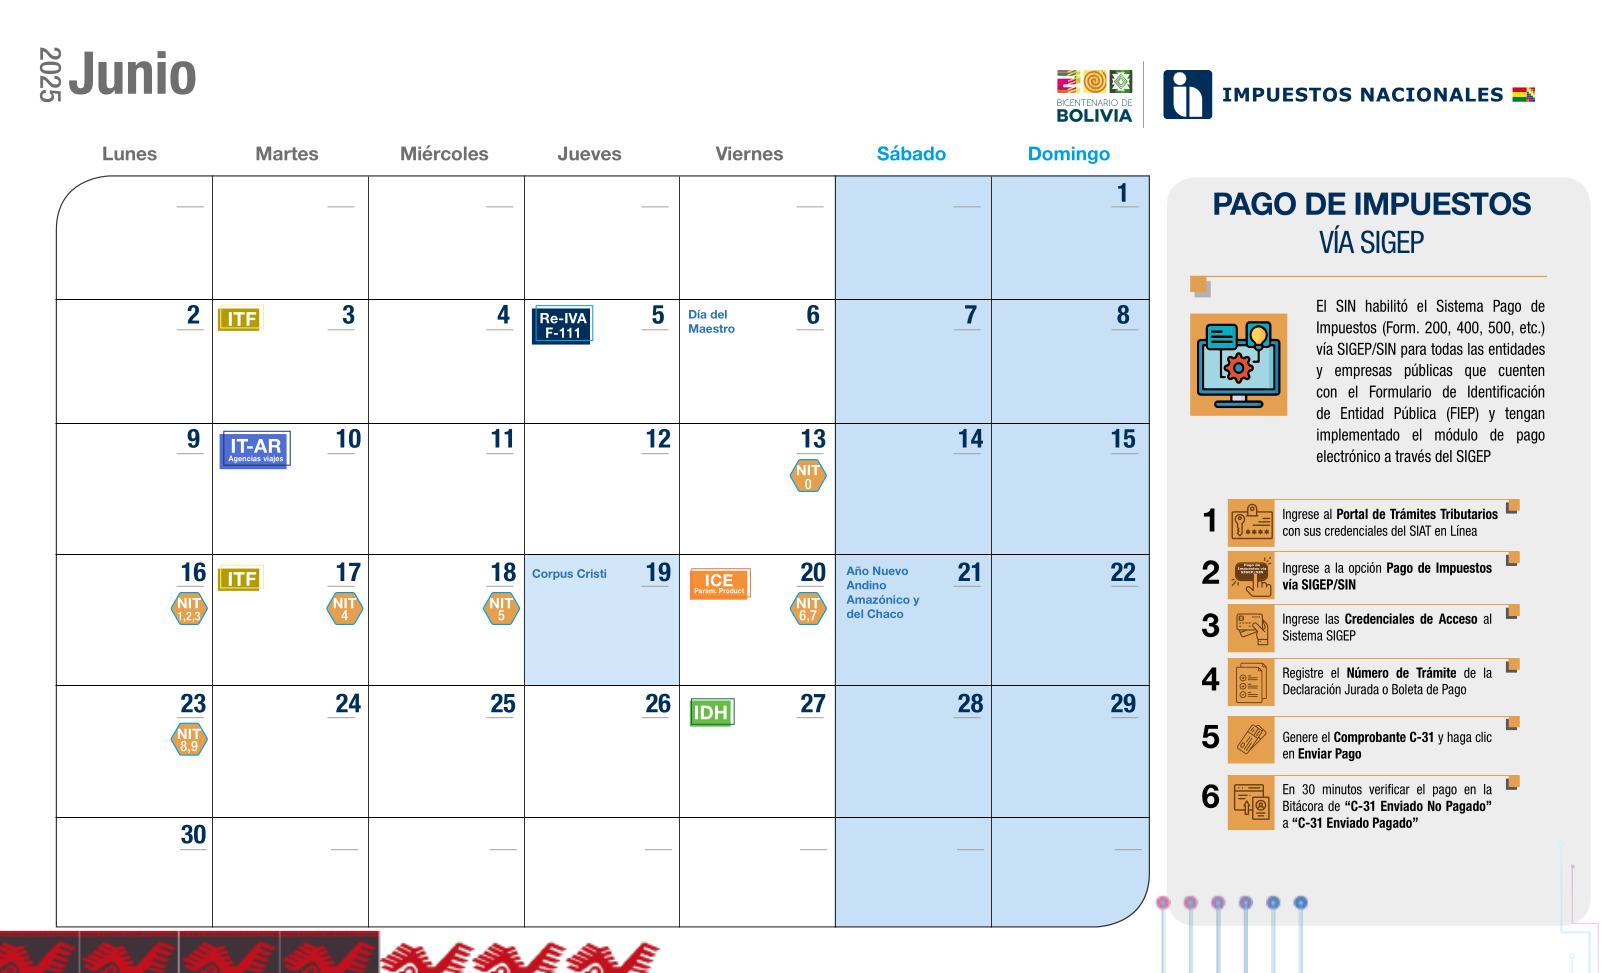 2025
Junio
BICENTENARIO DE
BOLIVIA
IMPUESTOS NACIONALES
Lunes
Martes
Miércoles
Jueves
Viernes
Sábado
Domingo
1
2
ITF
3
4
Re-IVA
F-111
5
Día del
Maestro
6
7
8
9
IT-AR
Agencias viajes
10
11
12
13
NIT
0
14
15
16
NIT
1,2,3
ITF
17
NIT
4
18
NIT
5
Corpus Cristi
19
ICE
Param. Product
20
NIT
6,7
Año Nuevo
Andino
Amazónico y
del Chaco
21
22
23
NIT
8,9
24
25
26
IDH
27
28
29
30
PAGO DE IMPUESTOS
VÍA SIGEP
El SIN habilitó el Sistema Pago de
Impuestos (Form. 200, 400, 500, etc.)
vía SIGEP/SIN para todas las entidades
y empresas públicas que cuenten
con el Formulario de Identificación
de Entidad Pública (FIEP) y tengan
implementado el módulo de pago
electrónico a través del SIGEP
1
Ingrese al Portal de Trámites Tributarios
con sus credenciales del SIAT en Línea
2
Pago de
Impuestos vía
SIGEP/SIN
Ingrese a la opción Pago de Impuestos
vía SIGEP/SIN
3
Ingrese las Credenciales de Acceso al
Sistema SIGEP
4
Registre el Número de Trámite de la
Declaración Jurada o Boleta de Pago
5
Genere el Comprobante C-31 y haga clic
en Enviar Pago
6
En 30 minutos verificar el pago en la
Bitácora de “C-31 Enviado No Pagado”
a “C-31 Enviado Pagado”